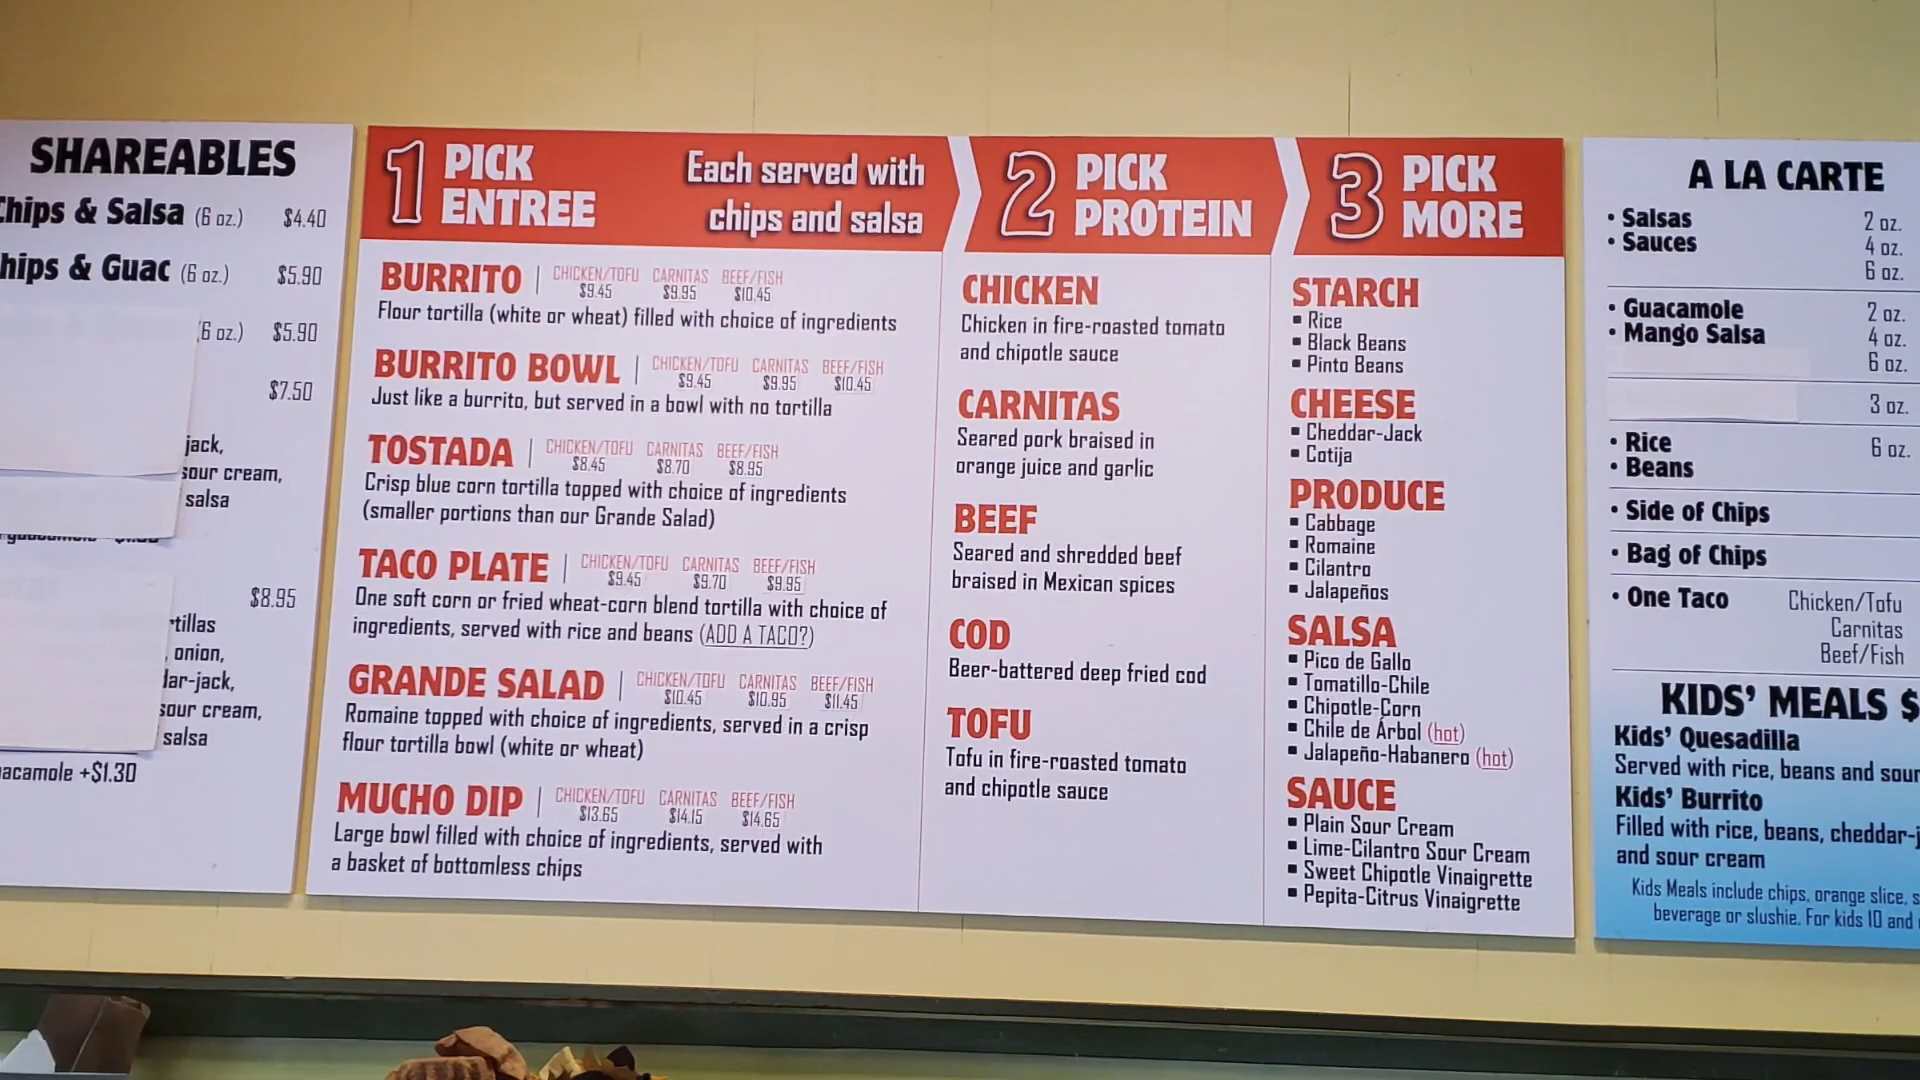 SHAREABLES
Chips & Salsa (6 oz.) $4.40
Chips & Guac (6 oz.) $5.90
6 oz.) $5.90
$7.50
jack,
sour cream,
salsa
$8.95
onion,
sour cream,
salsa
+$1.30
1 PICK ENTREE
Each served with
chips and salsa
BURRITO | CHICKEN/TOFU $9.45 CARNITAS $9.95 BEEF/FISH $10.45
Flour tortilla (white or wheat) filled with choice of ingredients
BURRITO BOWL | CHICKEN/TOFU $9.45 CARNITAS $9.95 BEEF/FISH $10.45
Just like a burrito, but served in a bowl with no tortilla
TOSTADA | CHICKEN/TOFU $8.45 CARNITAS $8.70 BEEF/FISH $8.95
Crisp blue corn tortilla topped with choice of ingredients
(smaller portions than our Grande Salad)
TACO PLATE | CHICKEN/TOFU $9.45 CARNITAS $9.70 BEEF/FISH $9.95
One soft corn or fried wheat-corn blend tortilla with choice of
ingredients, served with rice and beans (ADD A TACO?)
GRANDE SALAD | CHICKEN/TOFU $10.45 CARNITAS $10.95 BEEF/FISH $11.45
Romaine topped with choice of ingredients, served in a crisp
flour tortilla bowl (white or wheat)
MUCHO DIP | CHICKEN/TOFU $13.65 CARNITAS $14.15 BEEF/FISH $14.65
Large bowl filled with choice of ingredients, served with
a basket of bottomless chips
2 PICK PROTEIN
CHICKEN
Chicken in fire-roasted tomato
and chipotle sauce
CARNITAS
Seared pork braised in
orange juice and garlic
BEEF
Seared and shredded beef
braised in Mexican spices
COD
Beer-battered deep fried cod
TOFU
Tofu in fire-roasted tomato
and chipotle sauce
3 PICK MORE
STARCH
▪ Rice
▪ Black Beans
▪ Pinto Beans
CHEESE
▪ Cheddar-Jack
▪ Cotija
PRODUCE
▪ Cabbage
▪ Romaine
▪ Cilantro
▪ Jalapeños
SALSA
▪ Pico de Gallo
▪ Tomatillo-Chile
▪ Chipotle-Corn
▪ Chile de Árbol (hot)
▪ Jalapeño-Habanero (hot)
SAUCE
▪ Plain Sour Cream
▪ Lime-Cilantro Sour Cream
▪ Sweet Chipotle Vinaigrette
▪ Pepita-Citrus Vinaigrette
A LA CARTE
• Salsas 2 oz.
• Sauces 4 oz.
6 oz.
• Guacamole 2 oz.
• Mango Salsa 4 oz.
6 oz.
3 oz.
• Rice 6 oz.
• Beans
• Side of Chips
• Bag of Chips
• One Taco Chicken/Tofu
Carnitas
Beef/Fish
KIDS' MEALS $
Kids' Quesadilla
Served with rice, beans and sour
Kids' Burrito
Filled with rice, beans, cheddar-j
and sour cream
Kids Meals include chips, orange slice, s
beverage or slushie. For kids 10 and